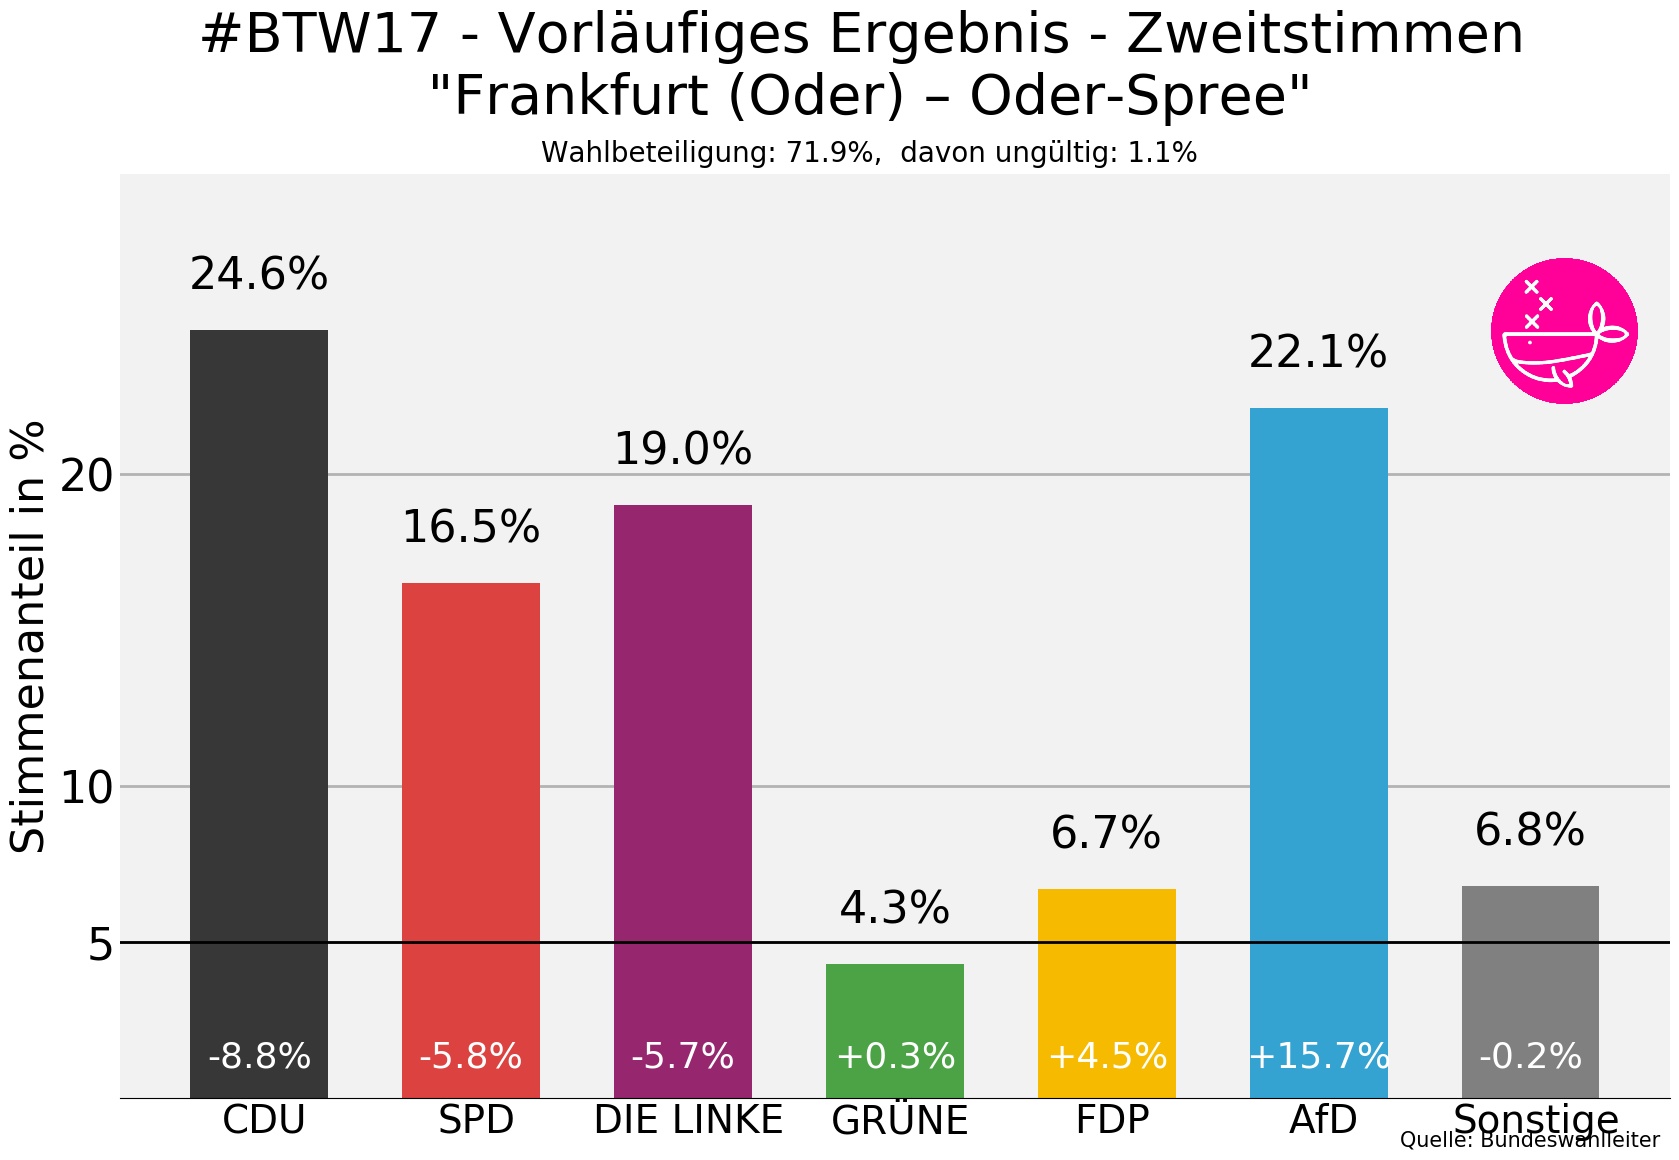 #BTW17 - Vorläufiges Ergebnis - Zweitstimmen
"Frankfurt (Oder) – Oder-Spree"
Wahlbeteiligung: 71.9%,  davon ungültig: 1.1%
Stimmenanteil in %
20
10
5
24.6%
16.5%
19.0%
4.3%
6.7%
22.1%
6.8%
-8.8%
-5.8%
-5.7%
+0.3%
+4.5%
+15.7%
-0.2%
CDU
SPD
DIE LINKE
GRÜNE
FDP
AfD
Sonstige
Quelle: Bundeswahlleiter